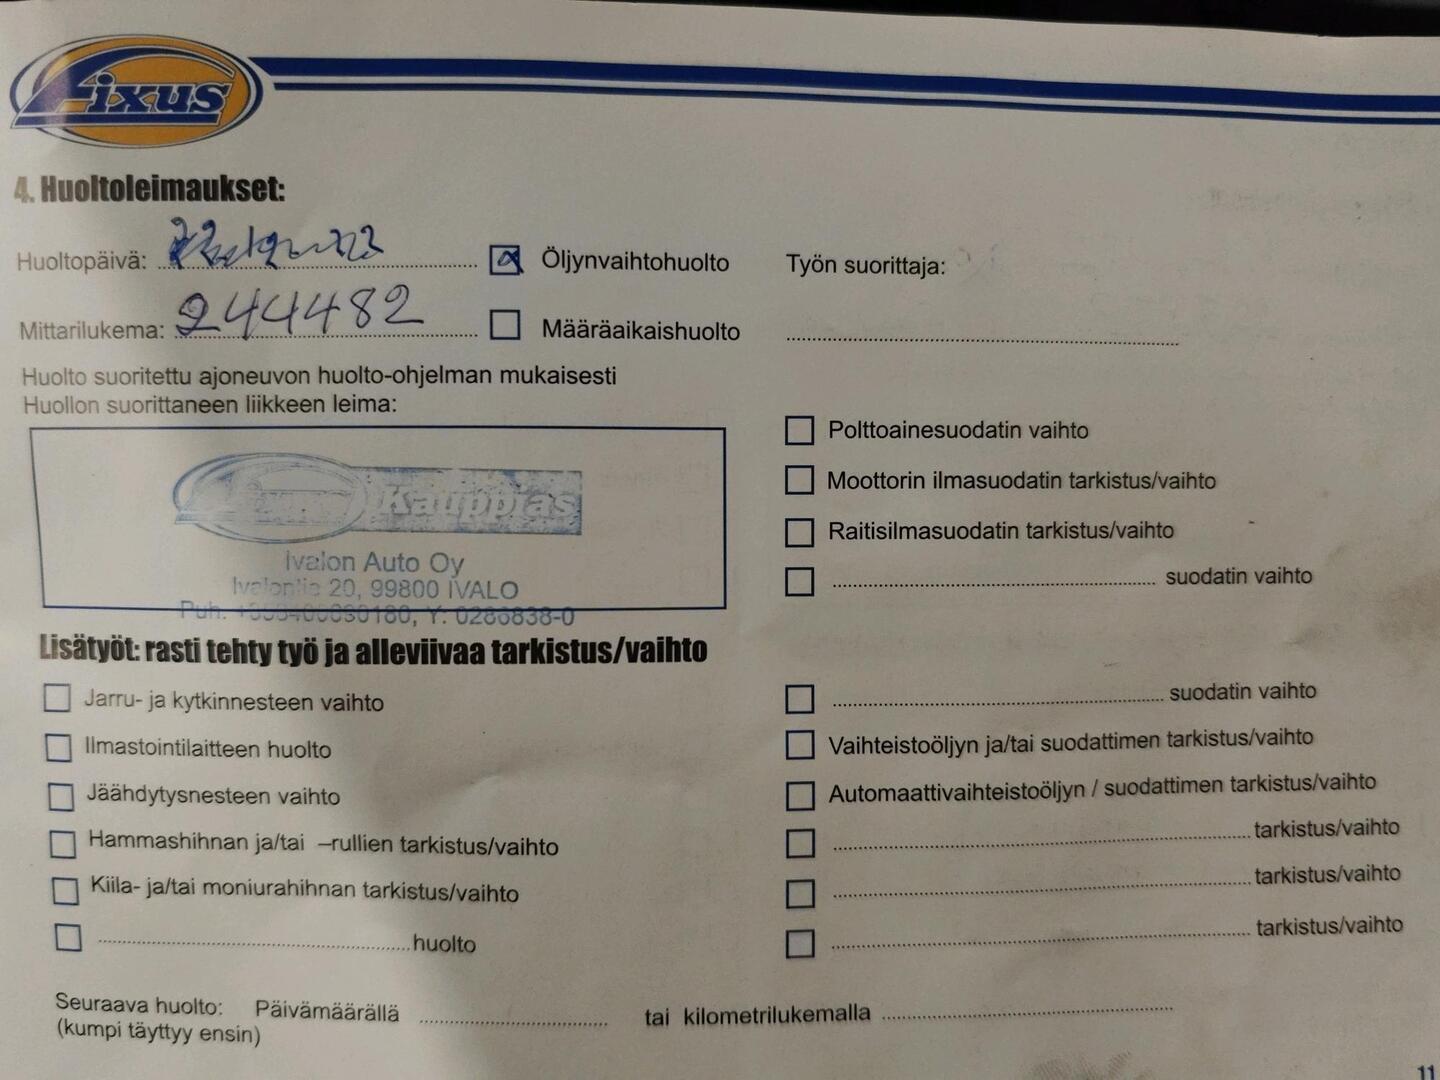 Fixus
4. Huoltoleimaukset:
Huoltopäivä:
Öljynvaihtohuolto
Työn suorittaja:
Mittarilukema: 244482
Määräaikaishuolto
Huolto suoritettu ajoneuvon huolto-ohjelman mukaisesti
Huollon suorittaneen liikkeen leima:
Kauppias
Ivalon Auto Oy
Ivalontie 20, 99800 IVALO
Puh. Y: 0286838-0
Polttoainesuodatin vaihto
Moottorin ilmasuodatin tarkistus/vaihto
Raitisilmasuodatin tarkistus/vaihto
suodatin vaihto
Lisätyöt: rasti tehty työ ja alleviivaa tarkistus/vaihto
Jarru- ja kytkinnesteen vaihto
Ilmastointilaitteen huolto
Jäähdytysnesteen vaihto
Hammashihnan ja/tai –rullien tarkistus/vaihto
Kiila- ja/tai moniurahihnan tarkistus/vaihto
huolto
suodatin vaihto
Vaihteistoöljyn ja/tai suodattimen tarkistus/vaihto
Automaattivaihteistoöljyn / suodattimen tarkistus/vaihto
tarkistus/vaihto
tarkistus/vaihto
tarkistus/vaihto
Seuraava huolto: Päivämäärällä tai kilometrilukemalla
(kumpi täyttyy ensin)
11